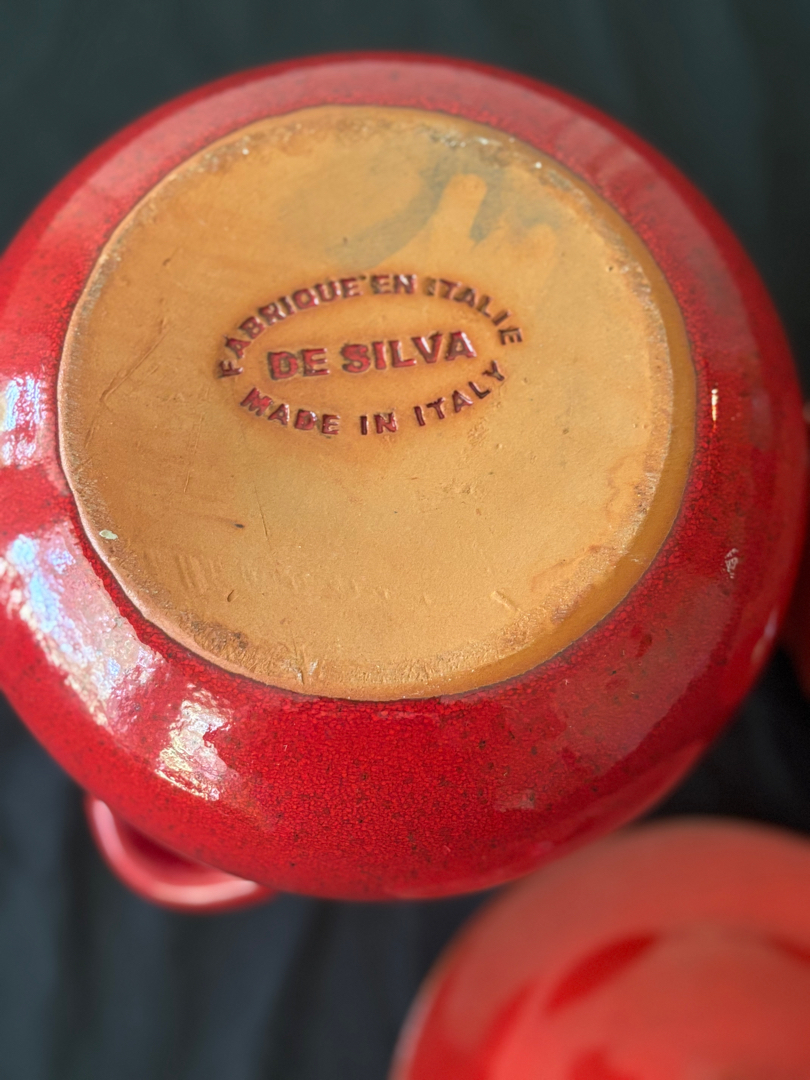 FABRIQUE EN ITALIE
DE SILVA
MADE IN ITALY